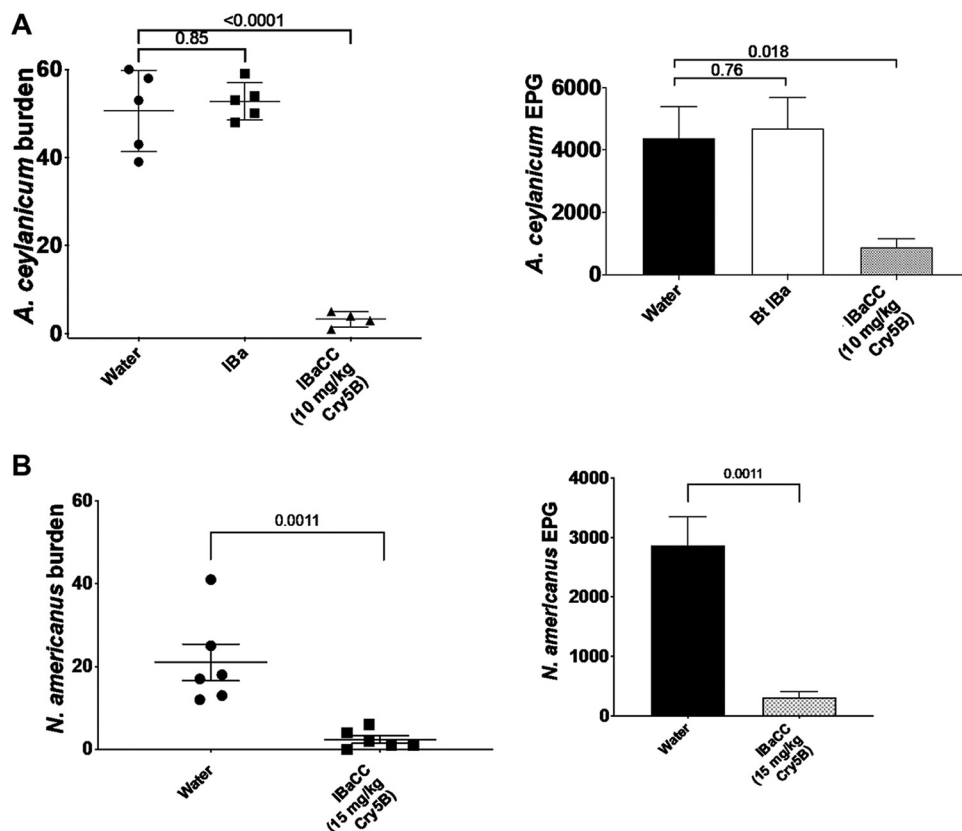 A
<0.0001
0.85
60
40
20
0
A. ceylanicum burden
Water
IBa
IBaCC
(10 mg/kg
Cry5B)
0.018
0.76
6000
4000
2000
0
A. ceylanicum EPG
Water
Bt IBa
IBaCC
(10 mg/kg
Cry5B)
B
0.0011
60
40
20
0
N. americanus burden
Water
IBaCC
(15 mg/kg
Cry5B)
0.0011
4000
3000
2000
1000
0
N. americanus EPG
Water
IBaCC
(15 mg/kg
Cry5B)